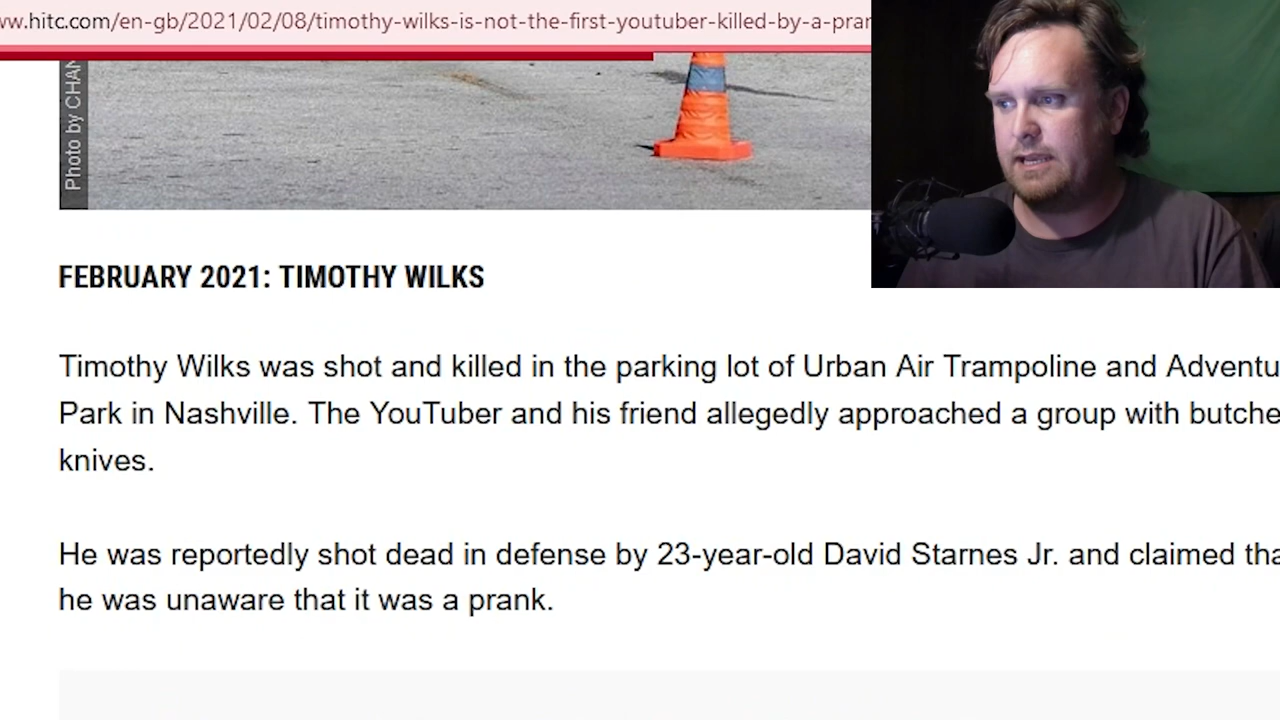 ww.hitc.com/en-gb/2021/02/08/timothy-wilks-is-not-the-first-youtuber-killed-by-a-pran
Photo by CHAN
FEBRUARY 2021: TIMOTHY WILKS
Timothy Wilks was shot and killed in the parking lot of Urban Air Trampoline and Adventu
Park in Nashville. The YouTuber and his friend allegedly approached a group with butche
knives.
He was reportedly shot dead in defense by 23-year-old David Starnes Jr. and claimed tha
he was unaware that it was a prank.